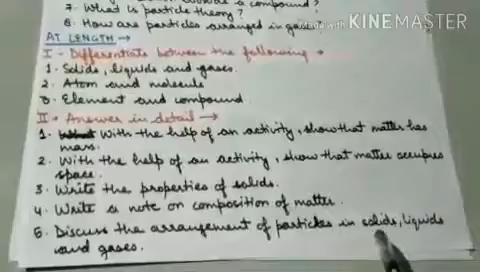 7. What is particle theory?
8. How are particles arranged in gases
Made With KINEMASTER
AT LENGTH →
I - Differentiate between the following →
1. Solids, liquids and gases.
2. Atom and molecule
3. Element and compound.
II - Answer in detail →
1. With the help of an activity, show that matter has
mass.
2. With the help of an activity, show that matter occupies
space.
3. Write the properties of solids.
4. Write a note on composition of matter.
5. Discuss the arrangement of particles in solids, liquids
and gases.